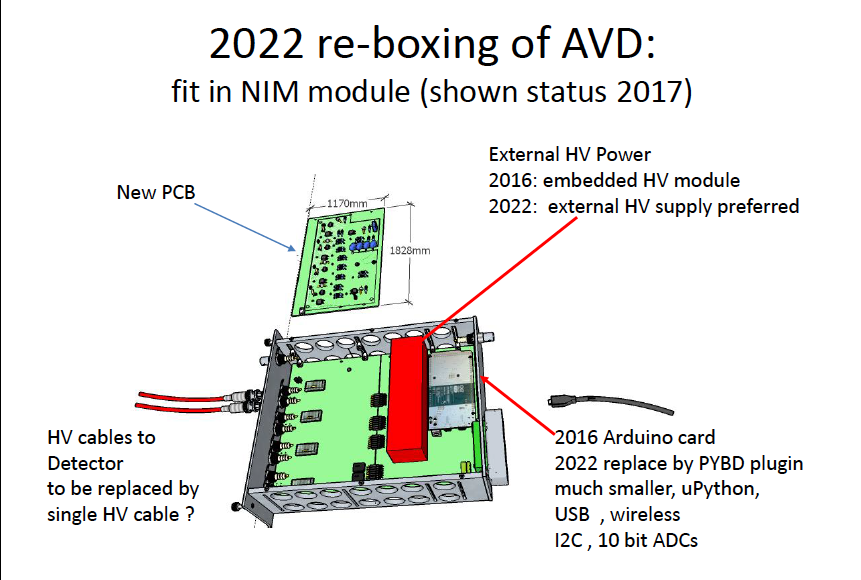 2022 re-boxing of AVD:
fit in NIM module (shown status 2017)
External HV Power
2016: embedded HV module
2022:  external HV supply preferred
New PCB
1170mm
1828mm
HV cables to
Detector
to be replaced by
single HV cable ?
2016 Arduino card
2022 replace by PYBD plugin
much smaller, uPython,
USB  , wireless
I2C , 10 bit ADCs